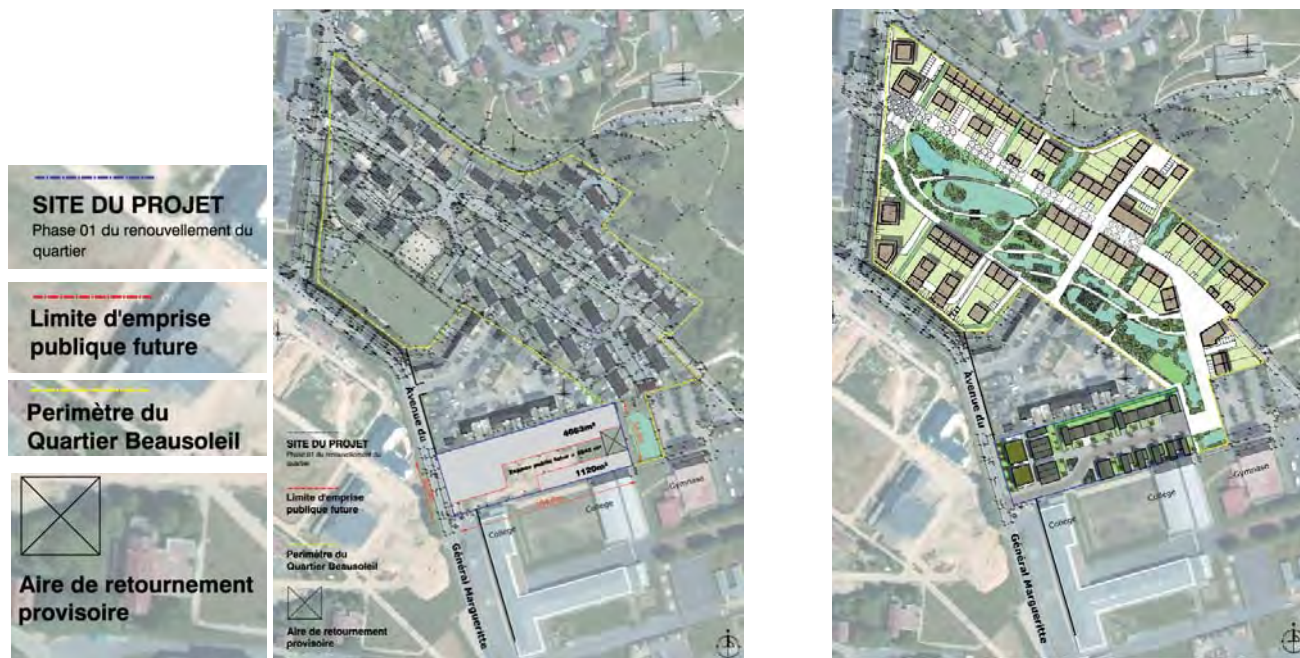 SITE DU PROJET
Phase 01 du renouvellement du
quartier
Limite d'emprise
publique future
Perimètre du
Quartier Beausoleil
Aire de retournement
provisoire
4663m²
1120m²
Avenue du
Général Margueritte
Collège
Collège
Gymnase
SITE DU PROJET
Phase 01 du renouvellement du
quartier
Limite d'emprise
publique future
Perimètre du
Quartier Beausoleil
Aire de retournement
provisoire
Avenue du
Général Margueritte
Collège
Collège
Gymnase